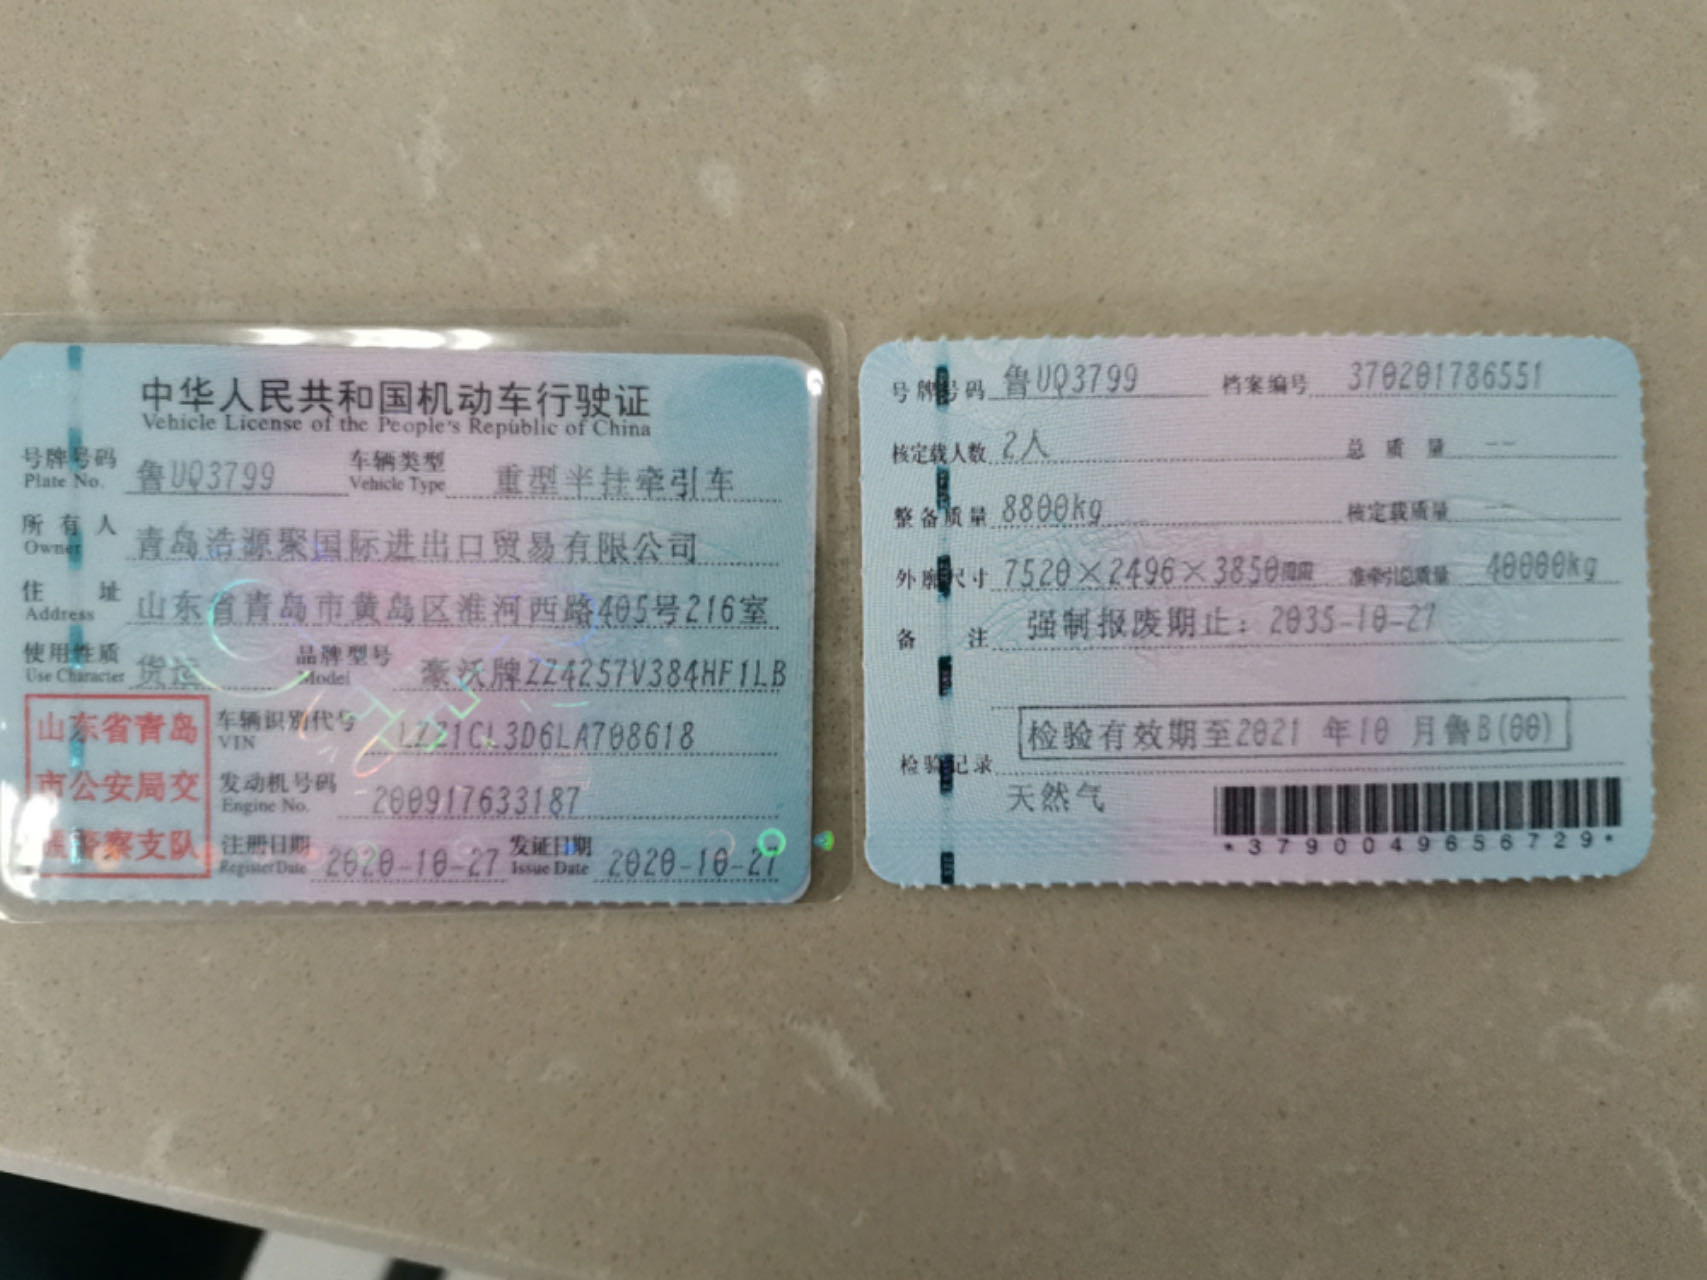 中华人民共和国机动车行驶证
Vehicle License of the People's Republic of China
号牌号码 鲁UQ3799 车辆类型 重型半挂牵引车
Plate No. Vehicle Type
所有人 青岛浩源聚国际进出口贸易有限公司
Owner
住址 山东省青岛市黄岛区淮河西路405号216室
Address
使用性质 货运 品牌型号 豪沃牌ZZ4257V384HF1LB
Use Character Model
山东省青岛
市公安局交
警察支队
车辆识别代号 LZZ1CL3D6LA708618
VIN
发动机号码 200917633187
Engine No.
注册日期 2020-10-27 发证日期 2020-10-27
Register Date Issue Date
号牌号码 鲁UQ3799 档案编号 370201786551
核定载人数 2人 总质量 --
整备质量 8800kg 核定载质量 --
外廓尺寸 7520×2496×3850 准牵引总质量 40000kg
备注 强制报废期止：2035-10-27
检验有效期至2021 年10 月鲁B(00)
检验记录
天然气
*3790049656729*